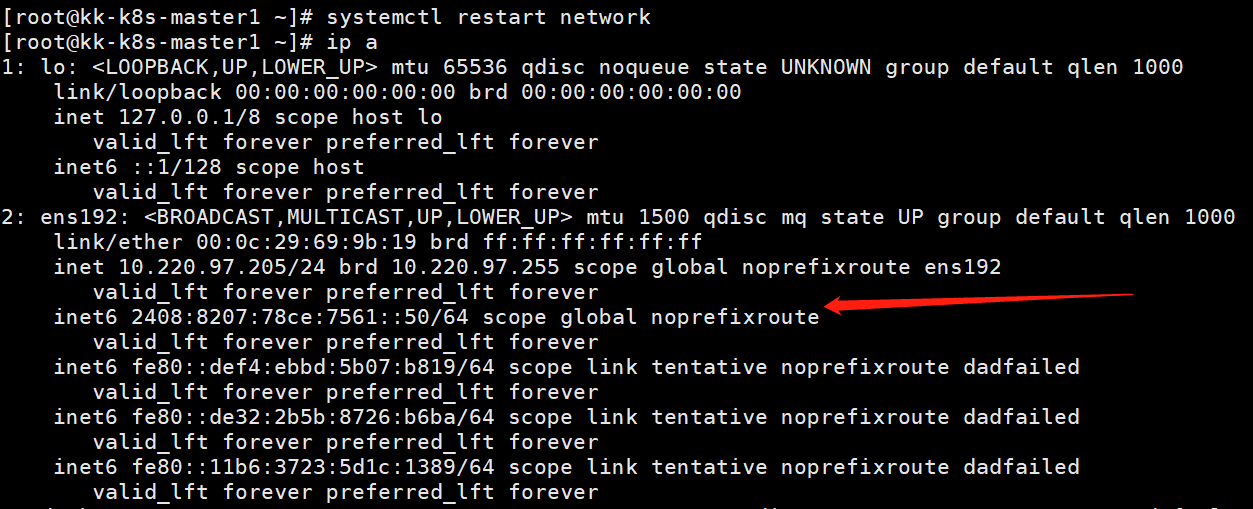 [root@kk-k8s-master1 ~]# systemctl restart network
[root@kk-k8s-master1 ~]# ip a
1: lo: <LOOPBACK,UP,LOWER_UP> mtu 65536 qdisc noqueue state UNKNOWN group default qlen 1000
    link/loopback 00:00:00:00:00:00 brd 00:00:00:00:00:00
    inet 127.0.0.1/8 scope host lo
       valid_lft forever preferred_lft forever
    inet6 ::1/128 scope host
       valid_lft forever preferred_lft forever
2: ens192: <BROADCAST,MULTICAST,UP,LOWER_UP> mtu 1500 qdisc mq state UP group default qlen 1000
    link/ether 00:0c:29:69:9b:19 brd ff:ff:ff:ff:ff:ff
    inet 10.220.97.205/24 brd 10.220.97.255 scope global noprefixroute ens192
       valid_lft forever preferred_lft forever
    inet6 2408:8207:78ce:7561::50/64 scope global noprefixroute
       valid_lft forever preferred_lft forever
    inet6 fe80::def4:ebbd:5b07:b819/64 scope link tentative noprefixroute dadfailed
       valid_lft forever preferred_lft forever
    inet6 fe80::de32:2b5b:8726:b6ba/64 scope link tentative noprefixroute dadfailed
       valid_lft forever preferred_lft forever
    inet6 fe80::11b6:3723:5d1c:1389/64 scope link tentative noprefixroute dadfailed
       valid_lft forever preferred_lft forever